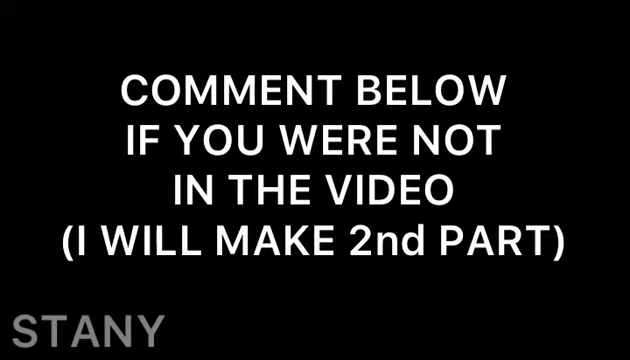 COMMENT BELOW
IF YOU WERE NOT
IN THE VIDEO
(I WILL MAKE 2nd PART)
STANY